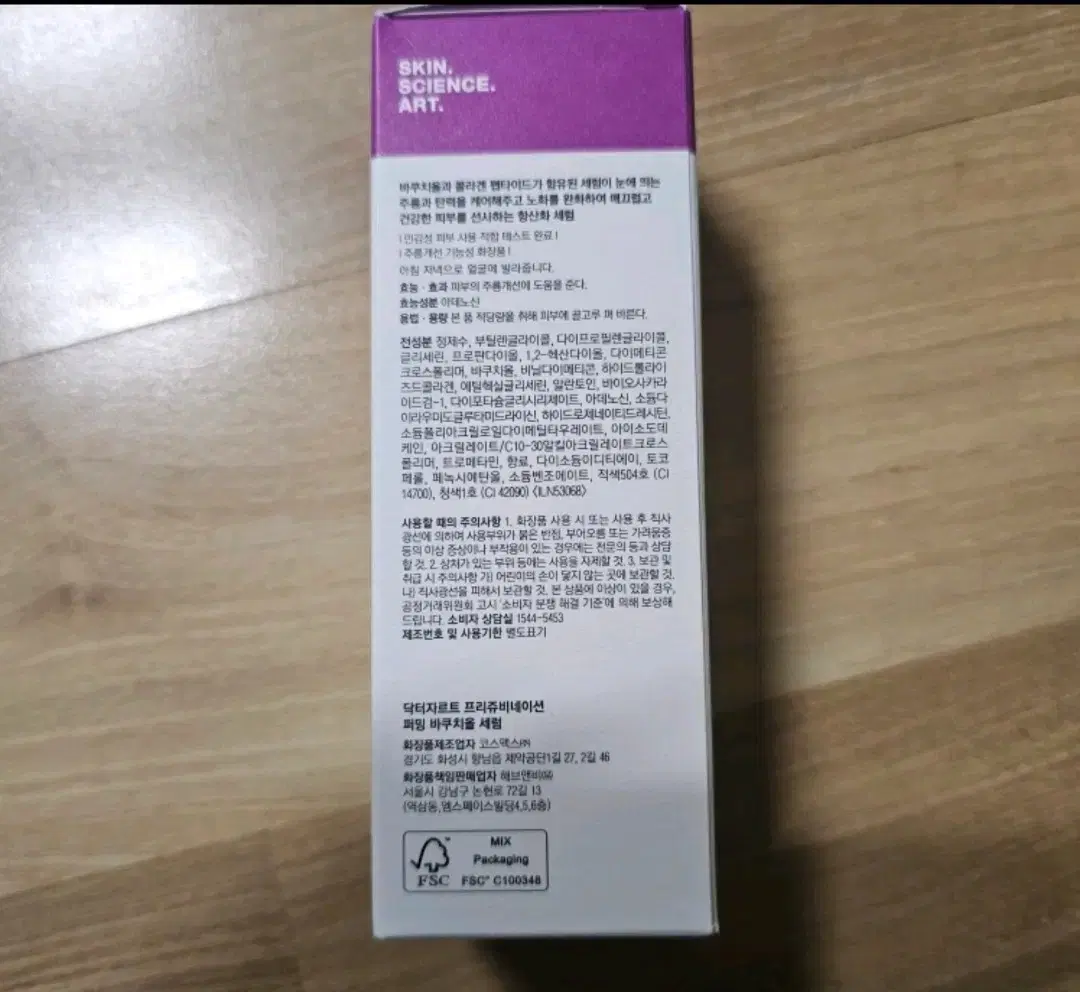 SKIN.
SCIENCE.
ART.
바쿠치올과 콜라겐 펩타이드가 함유된 세럼이 눈에 띄는
주름과 탄력을 케어해주고 노화를 완화하여 매끄럽고
건강한 피부를 선사하는 항산화 세럼
| 민감성 피부 사용 적합 테스트 완료 |
| 주름개선 기능성 화장품 |
아침 저녁으로 얼굴에 발라줍니다.
효능·효과 피부의 주름개선에 도움을 준다.
효능성분 아데노신
용법·용량 본 품 적당량을 취해 피부에 골고루 펴 바른다.
전성분 정제수, 부틸렌글라이콜, 다이프로필렌글라이콜,
글리세린, 프로판다이올, 1,2-헥산다이올, 다이메티콘
크로스폴리머, 바쿠치올, 비닐다이메티콘, 하이드롤라이
즈드콜라겐, 에틸헥실글리세린, 알란토인, 바이오사카라
이드검-1, 다이포타슘글리시리제이트, 아데노신, 소듐다
이라우라미도글루타미드라이신, 하이드로제네이티드레시틴,
소듐폴리아크릴로일다이메틸타우레이트, 아이소도데
케인, 아크릴레이트/C10-30알킬아크릴레이트크로스
폴리머, 트로메타민, 향료, 다이소듐이디티에이, 토코
페롤, 페녹시에탄올, 소듐벤조에이트, 적색504호 (CI
14700), 청색1호 (CI 42090) <ILN53068>
사용할 때의 주의사항 1. 화장품 사용 시 또는 사용 후 직사
광선에 의하여 사용부위가 붉은 반점, 부어오름 또는 가려움증
등의 이상 증상이나 부작용이 있는 경우에는 전문의 등과 상담
할 것. 2. 상처가 있는 부위 등에는 사용을 자제할 것. 3. 보관 및
취급 시 주의사항 가) 어린이의 손이 닿지 않는 곳에 보관할 것.
나) 직사광선을 피해서 보관할 것. 본 상품에 이상이 있을 경우,
공정거래위원회 고시 '소비자 분쟁 해결 기준'에 의해 보상해
드립니다. 소비자 상담실 1544-5453
제조번호 및 사용기한 별도표기
닥터자르트 프리쥬비네이션
퍼밍 바쿠치올 세럼
화장품제조업자 코스맥스㈜
경기도 화성시 향남읍 제약공단1길 27, 2길 46
화장품책임판매업자 해브앤비㈜
서울시 강남구 논현로 72길 13
(역삼동, 엠스페이스빌딩4,5,6층)
FSC
MIX
Packaging
FSC® C100348